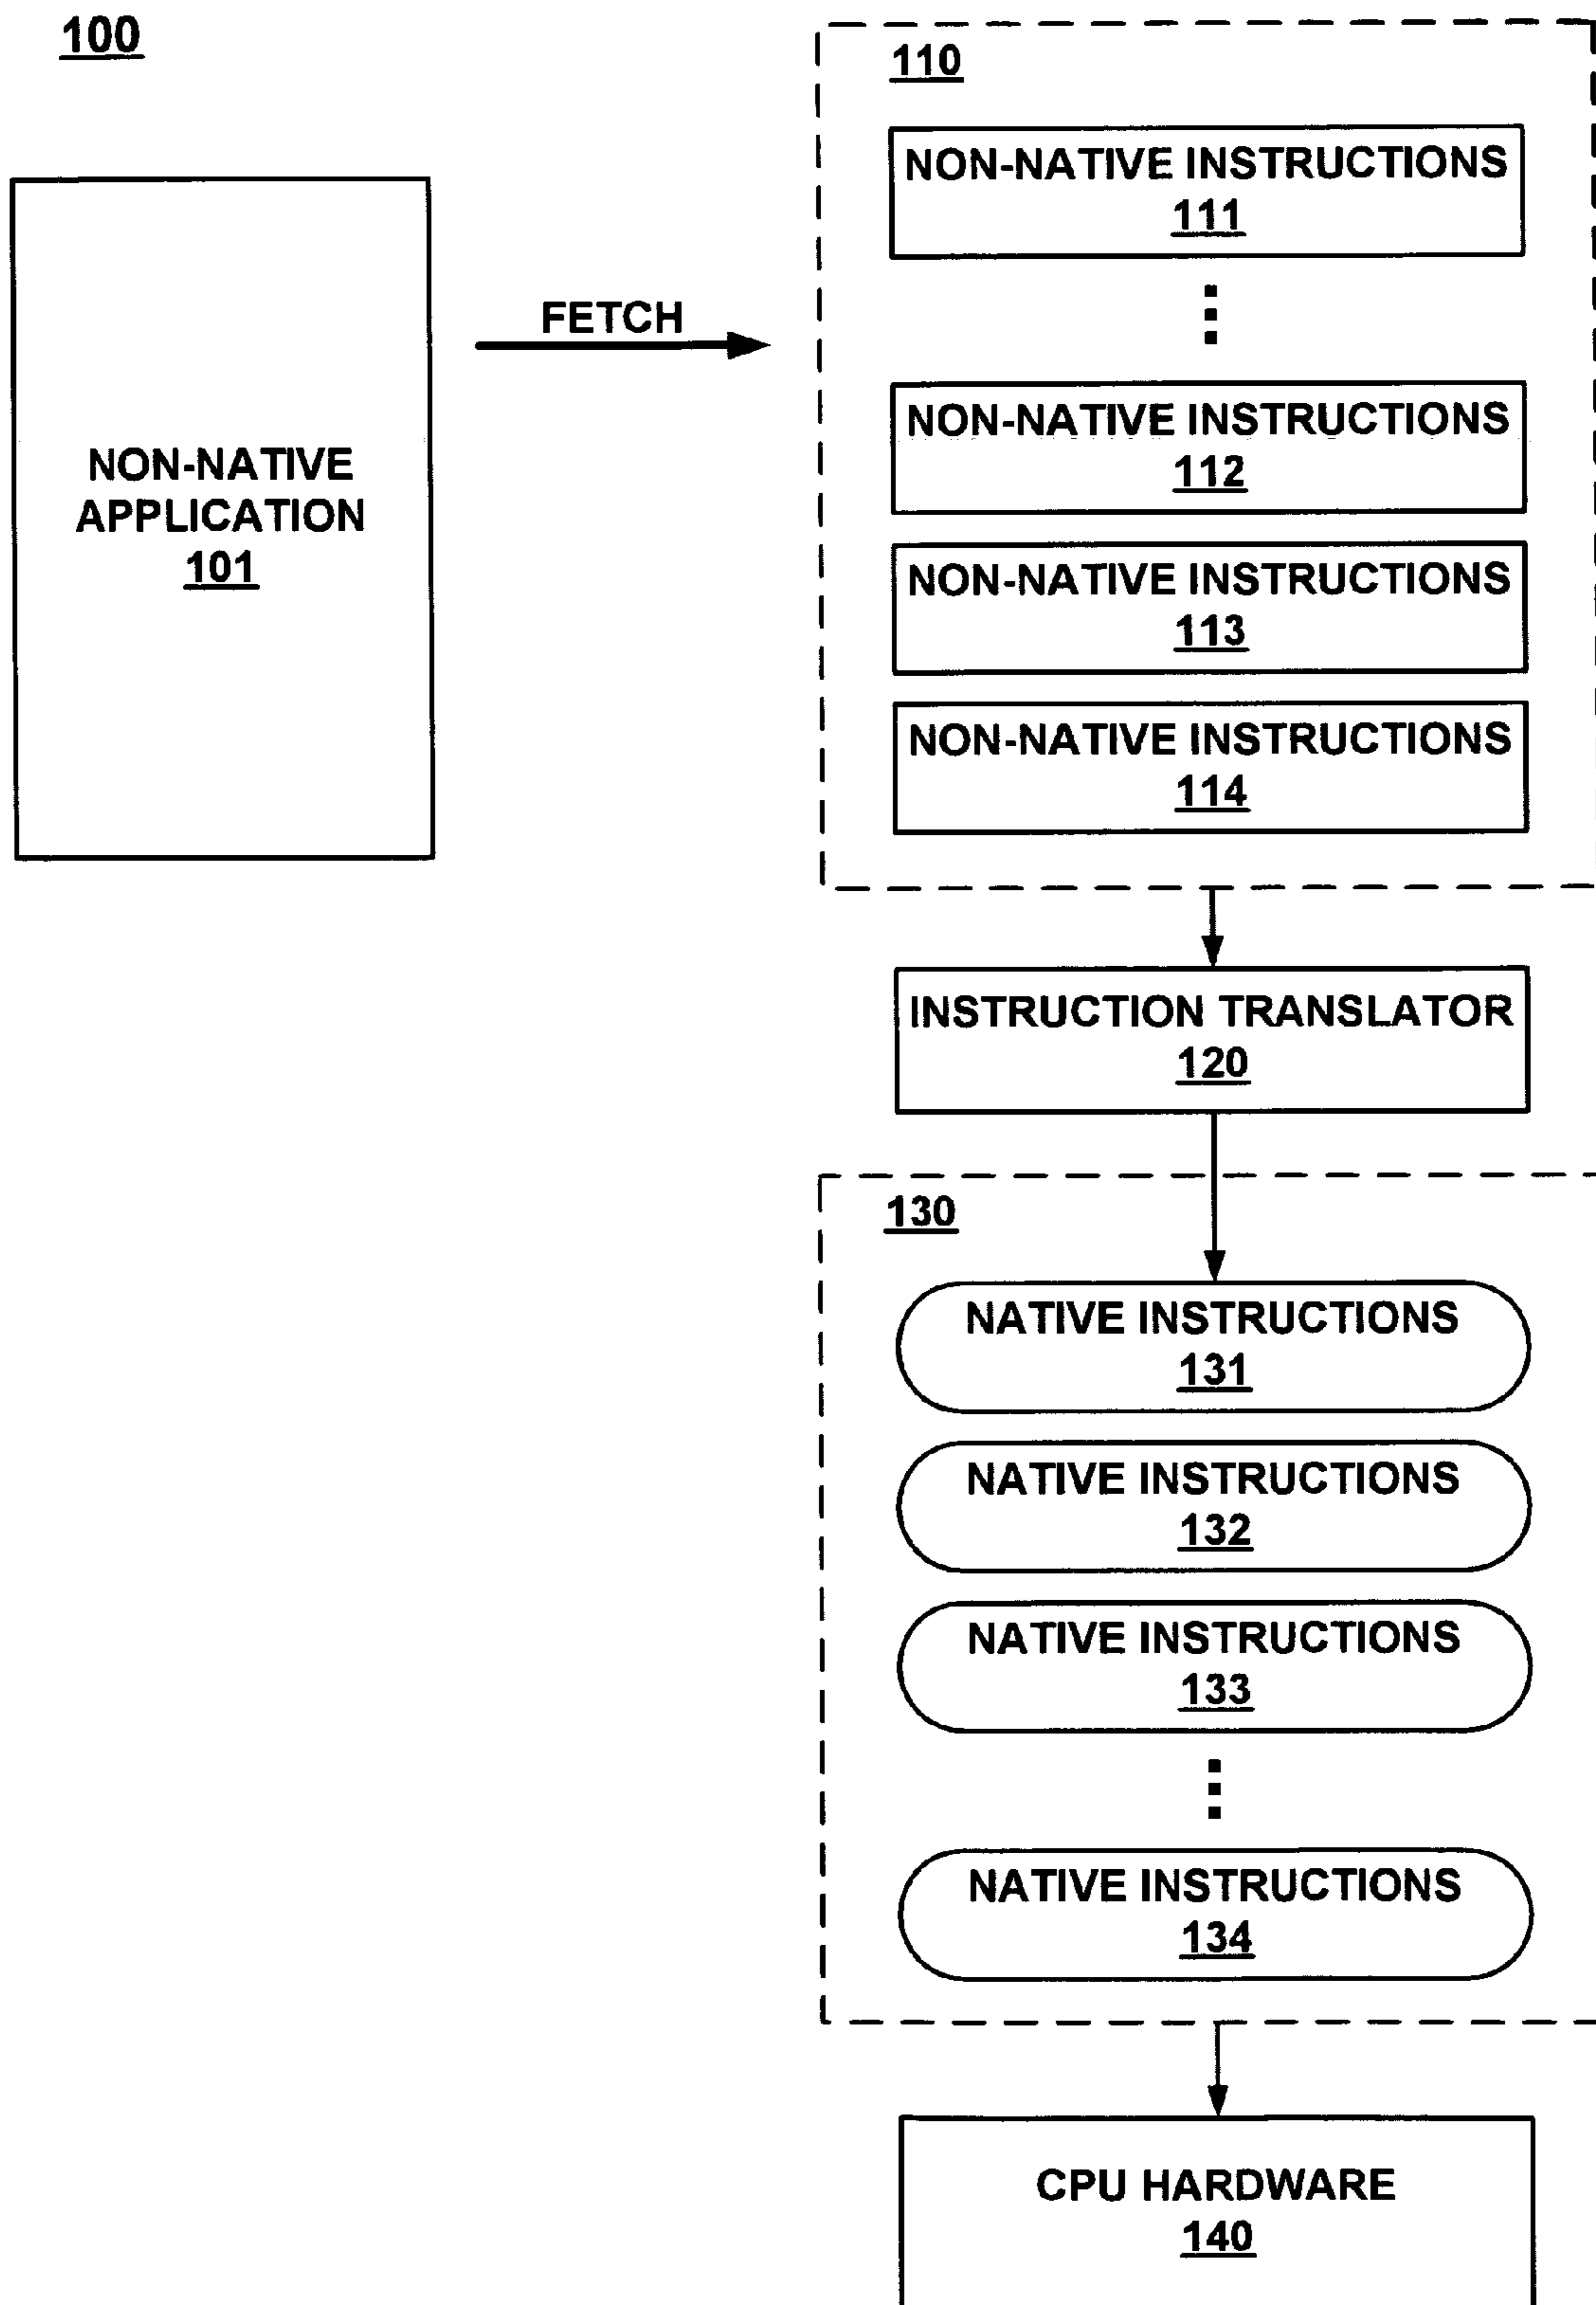 100
NON-NATIVE
APPLICATION
101
FETCH
110
NON-NATIVE INSTRUCTIONS
111
NON-NATIVE INSTRUCTIONS
112
NON-NATIVE INSTRUCTIONS
113
NON-NATIVE INSTRUCTIONS
114
INSTRUCTION TRANSLATOR
120
130
NATIVE INSTRUCTIONS
131
NATIVE INSTRUCTIONS
132
NATIVE INSTRUCTIONS
133
NATIVE INSTRUCTIONS
134
CPU HARDWARE
140